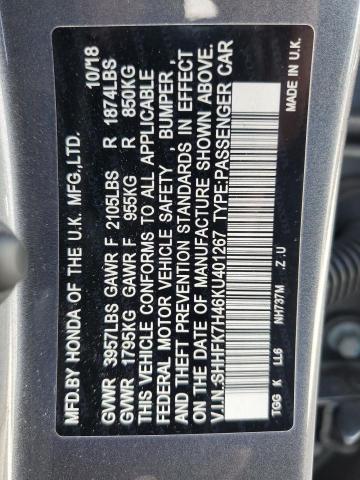 MFD.BY HONDA OF THE U.K. MFG.,LTD. 10/18
GVWR 3957LBS GAWR F 2105LBS R 1874LBS
GVWR 1795KG GAWR F 955KG R 850KG
THIS VEHICLE CONFORMS TO ALL APPLICABLE
FEDERAL MOTOR VEHICLE SAFETY, BUMPER, AND
THEFT PREVENTION STANDARDS IN EFFECT
ON THE DATE OF MANUFACTURE SHOWN ABOVE.
V.I.N.:SHHFK7H46KU401267 TYPE:PASSENGER CAR
MADE IN U.K.
TGG K LL6 NH737M .Z .U